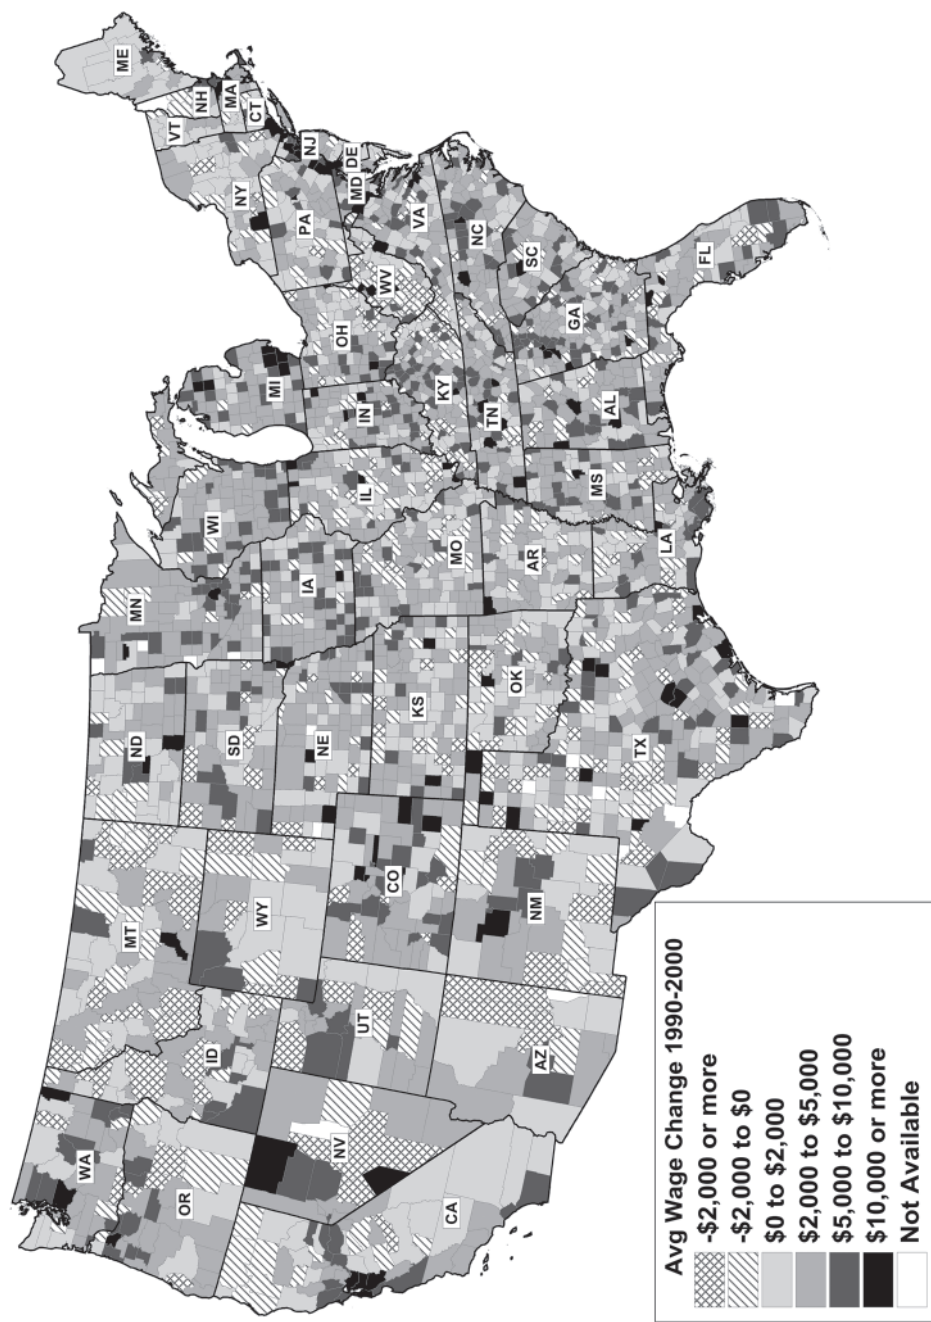 WA
OR
CA
NV
ID
MT
WY
UT
AZ
CO
NM
ND
SD
NE
KS
OK
TX
MN
IA
MO
AR
LA
WI
IL
MS
MI
IN
KY
TN
AL
OH
WV
GA
FL
SC
NC
VA
MD
DE
PA
NJ
NY
CT
MA
VT
NH
ME
Avg Wage Change 1990-2000
-$2,000 or more
-$2,000 to $0
$0 to $2,000
$2,000 to $5,000
$5,000 to $10,000
$10,000 or more
Not Available